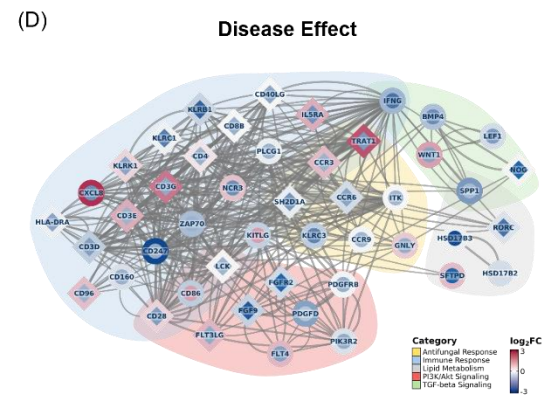 (D)
Disease Effect
CD40LG
IFNG
KLRB1
IL5RA
BMP4
CD8B
LEF1
KLRC1
TRAT1
PLCG1
CD4
WNT1
KLRK1
CCR3
NOG
CD3G
NCR3
CXCL8
SPP1
CCR6
ITK
SH2D1A
CD3E
HLA-DRA
ZAP70
RORC
KITLG
KLRC3
CCR9
HSD17B3
CD3D
GNLY
CD247
LCK
CD160
SFTPD
HSD17B2
FGFR2
PDGFRB
CD96
CD86
FGF9
PDGFD
CD28
FLT3LG
PIK3R2
FLT4
Category
Antifungal Response
Immune Response
Lipid Metabolism
PI3K/Akt Signaling
TGF-beta Signaling
log2FC
3
0
-3